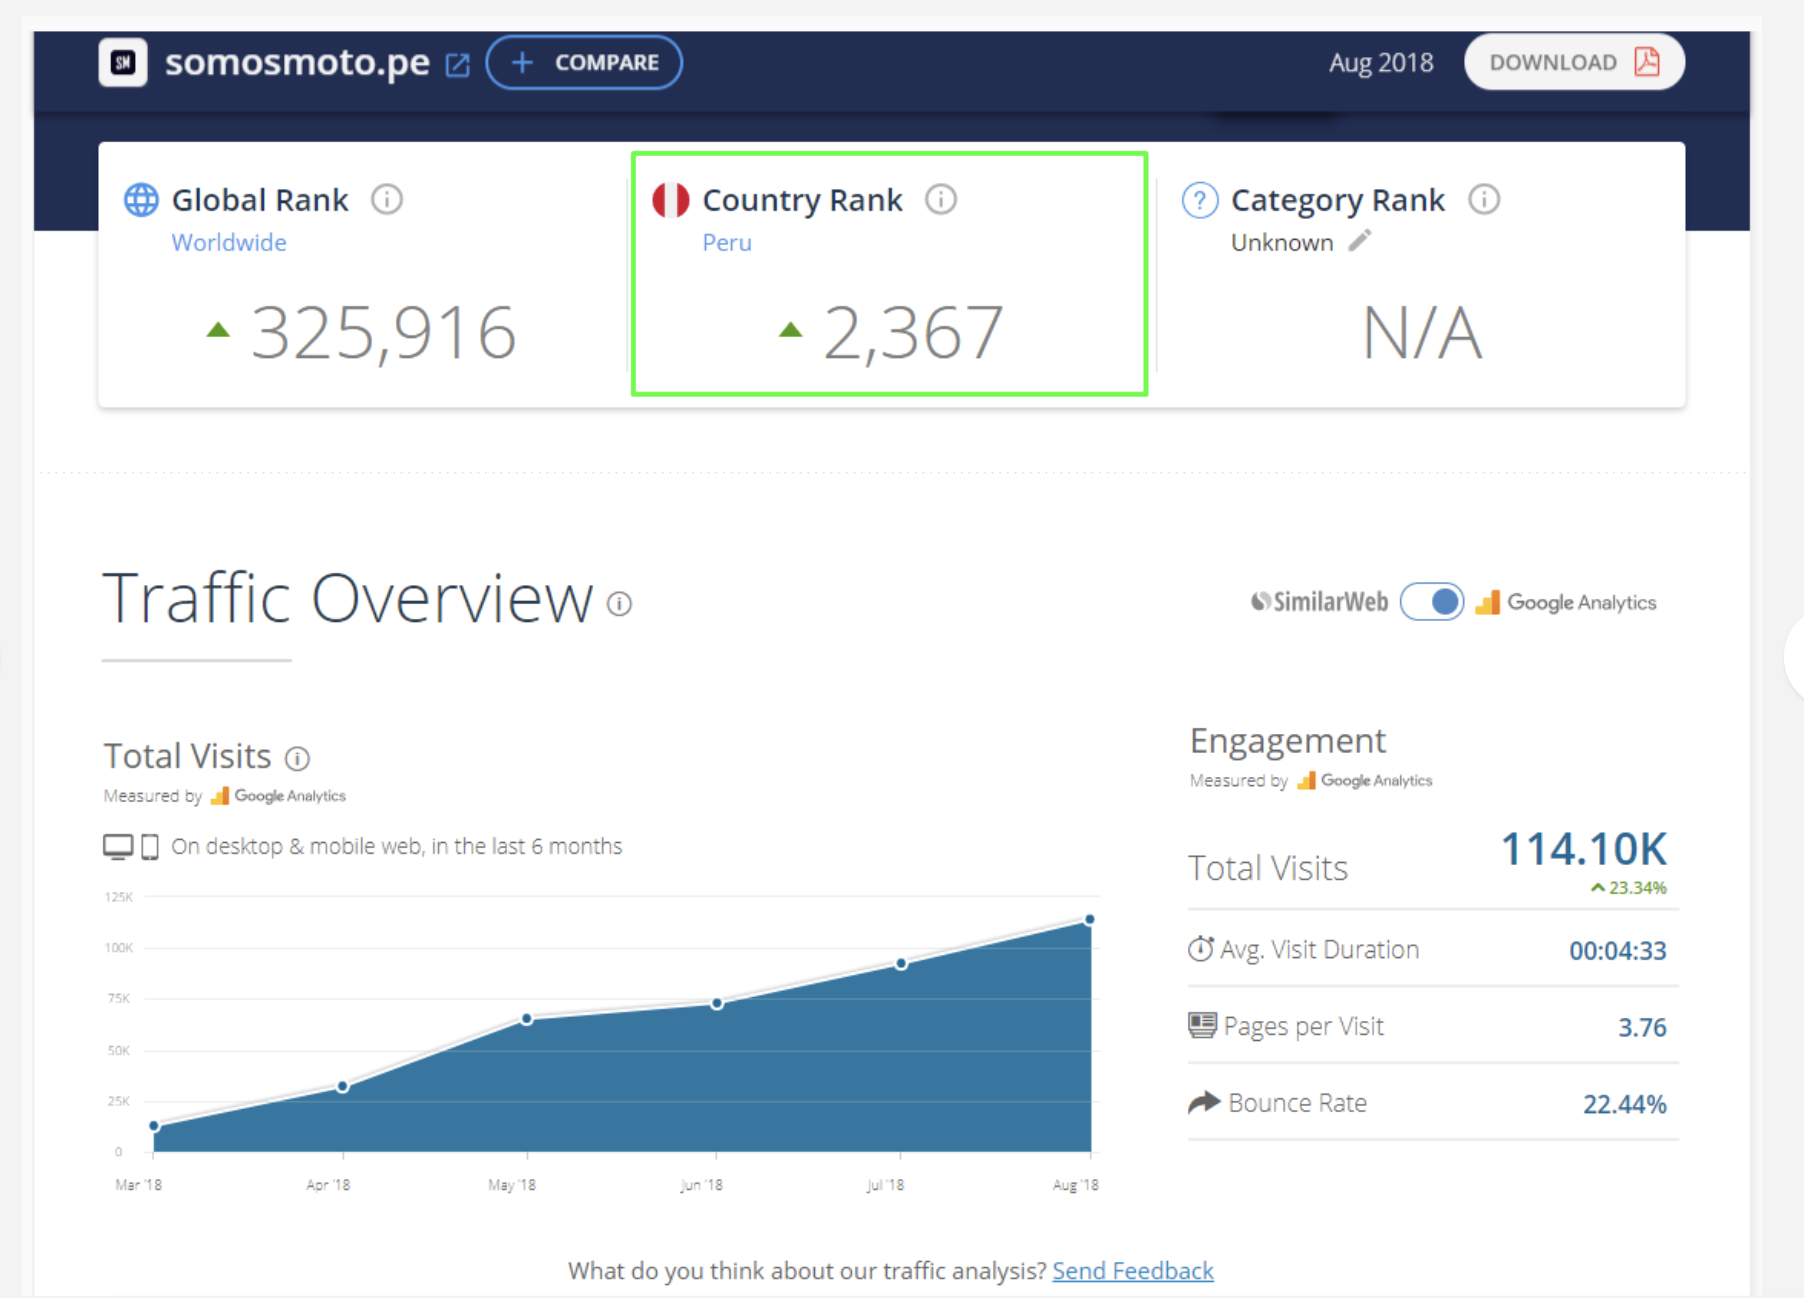 SM somosmoto.pe + COMPARE Aug 2018 DOWNLOAD
Global Rank
Worldwide
325,916
Country Rank
Peru
2,367
Category Rank
Unknown
N/A
Traffic Overview
SimilarWeb Google Analytics
Total Visits
Measured by Google Analytics
On desktop & mobile web, in the last 6 months
125K
100K
75K
50K
25K
0
Mar '18 Apr '18 May '18 Jun '18 Jul '18 Aug '18
Engagement
Measured by Google Analytics
Total Visits 114.10K
23.34%
Avg. Visit Duration 00:04:33
Pages per Visit 3.76
Bounce Rate 22.44%
What do you think about our traffic analysis? Send Feedback